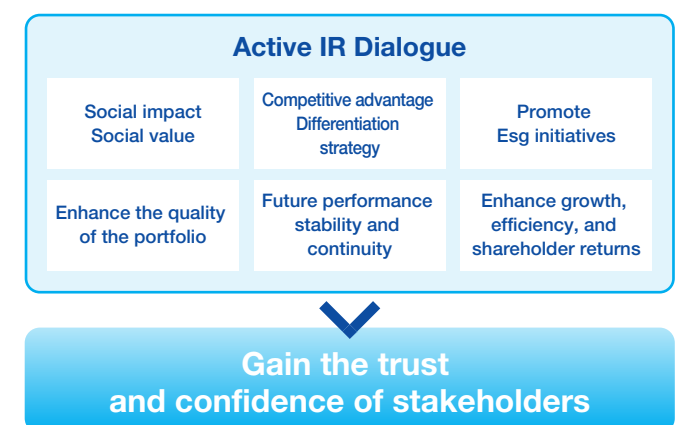 Active IR Dialogue
Social impact
Social value
Competitive advantage
Differentiation
strategy
Promote
Esg initiatives
Enhance the quality
of the portfolio
Future performance
stability and
continuity
Enhance growth,
efficiency, and
shareholder returns
Gain the trust
and confidence of stakeholders